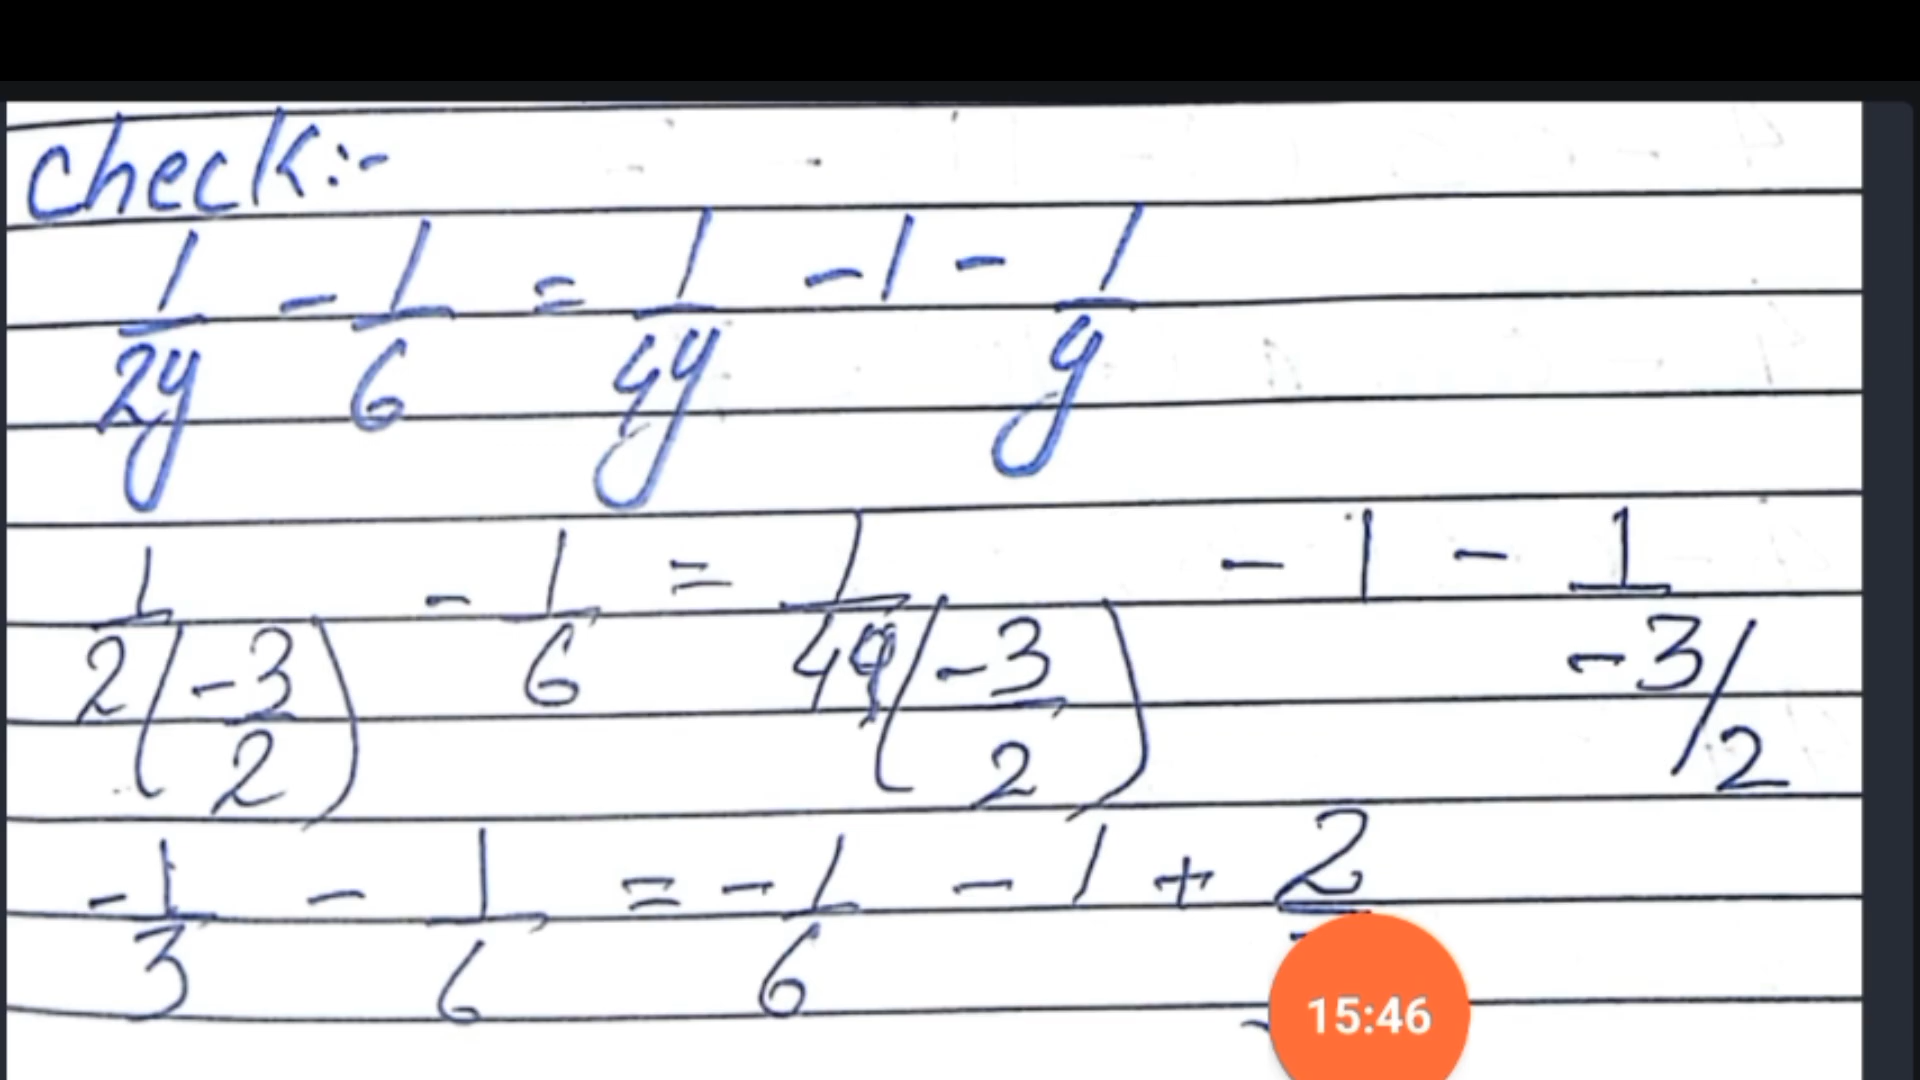 Check:-
1/2y - 1/6 = 1/4y - 1 - 1/y
1/2(-3/2) - 1/6 = 1/4(-3/2) - 1 - 1/-3/2
-1/3 - 1/6 = -1/6 - 1 + 2
15:46